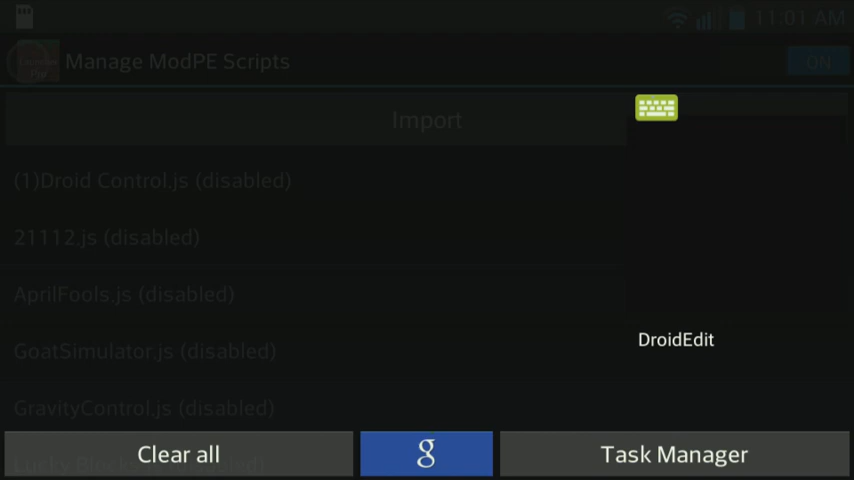 11:01 AM
Manage ModPE Scripts
ON
Import
(1)Droid Control.js (disabled)
21112.js (disabled)
AprilFools.js (disabled)
DroidEdit
GoatSimulator.js (disabled)
GravityControl.js (disabled)
Clear all
g
Task Manager